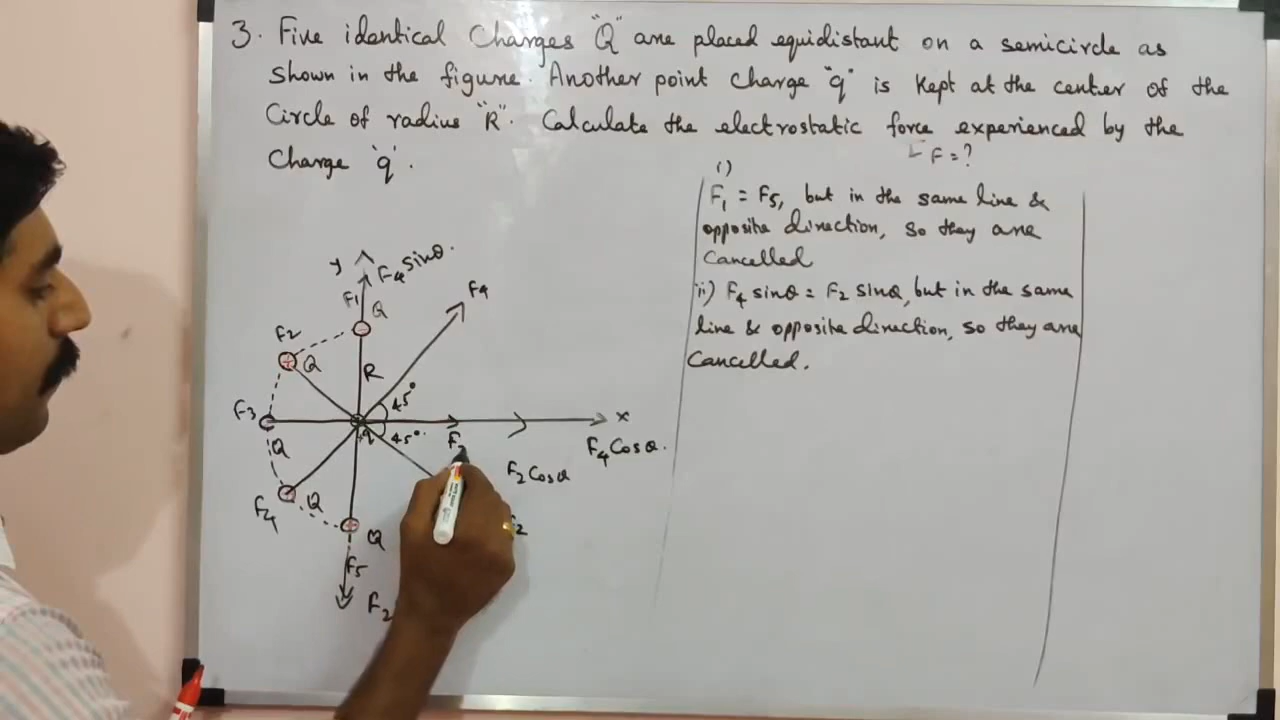 3. Five identical Charges "Q" are placed equidistant on a semicircle as
shown in the figure. Another point charge "q" is kept at the center of the
Circle of radius "R". Calculate the electrostatic force experienced by the
Charge 'q'.
F = ?
i)
F1 = F5, but in the same line &
opposite direction, so they are
Cancelled
ii) F4 sinθ = F2 sinθ, but in the same
line & opposite direction, so they are
Cancelled.
y
F4 sinθ.
F1
Q
F4
F2
Q
R
45°
F3
+q
45°
x
F4 Cosθ.
F2 Cosθ
Q
F4
Q
Q
F5